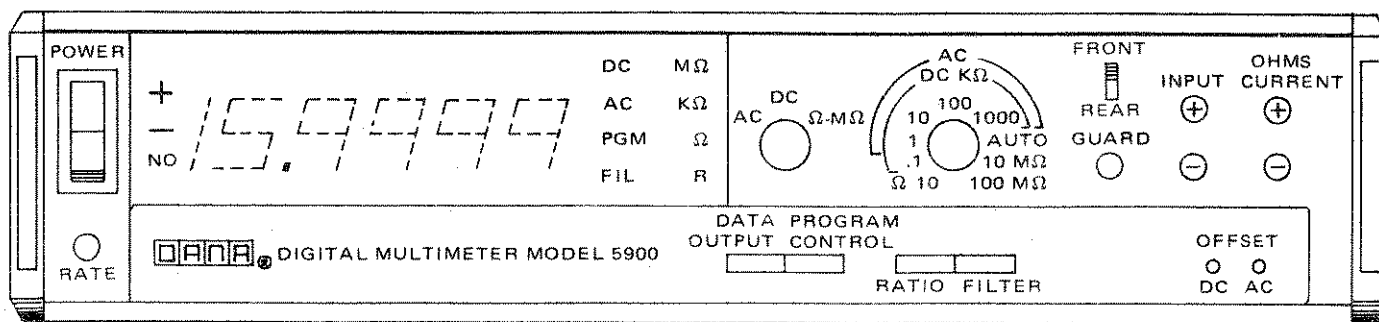 POWER
+
−
NO
15.9999
DC MΩ
AC KΩ
PGM Ω
FIL R
AC DC Ω-MΩ
AC
DC KΩ
Ω 10 .1 1 10 100 1000 AUTO
10 MΩ
100 MΩ
FRONT
REAR
GUARD
INPUT
+
−
OHMS
CURRENT
+
−
RATE
DANA® DIGITAL MULTIMETER MODEL 5900
DATA PROGRAM
OUTPUT CONTROL
RATIO FILTER
OFFSET
DC AC